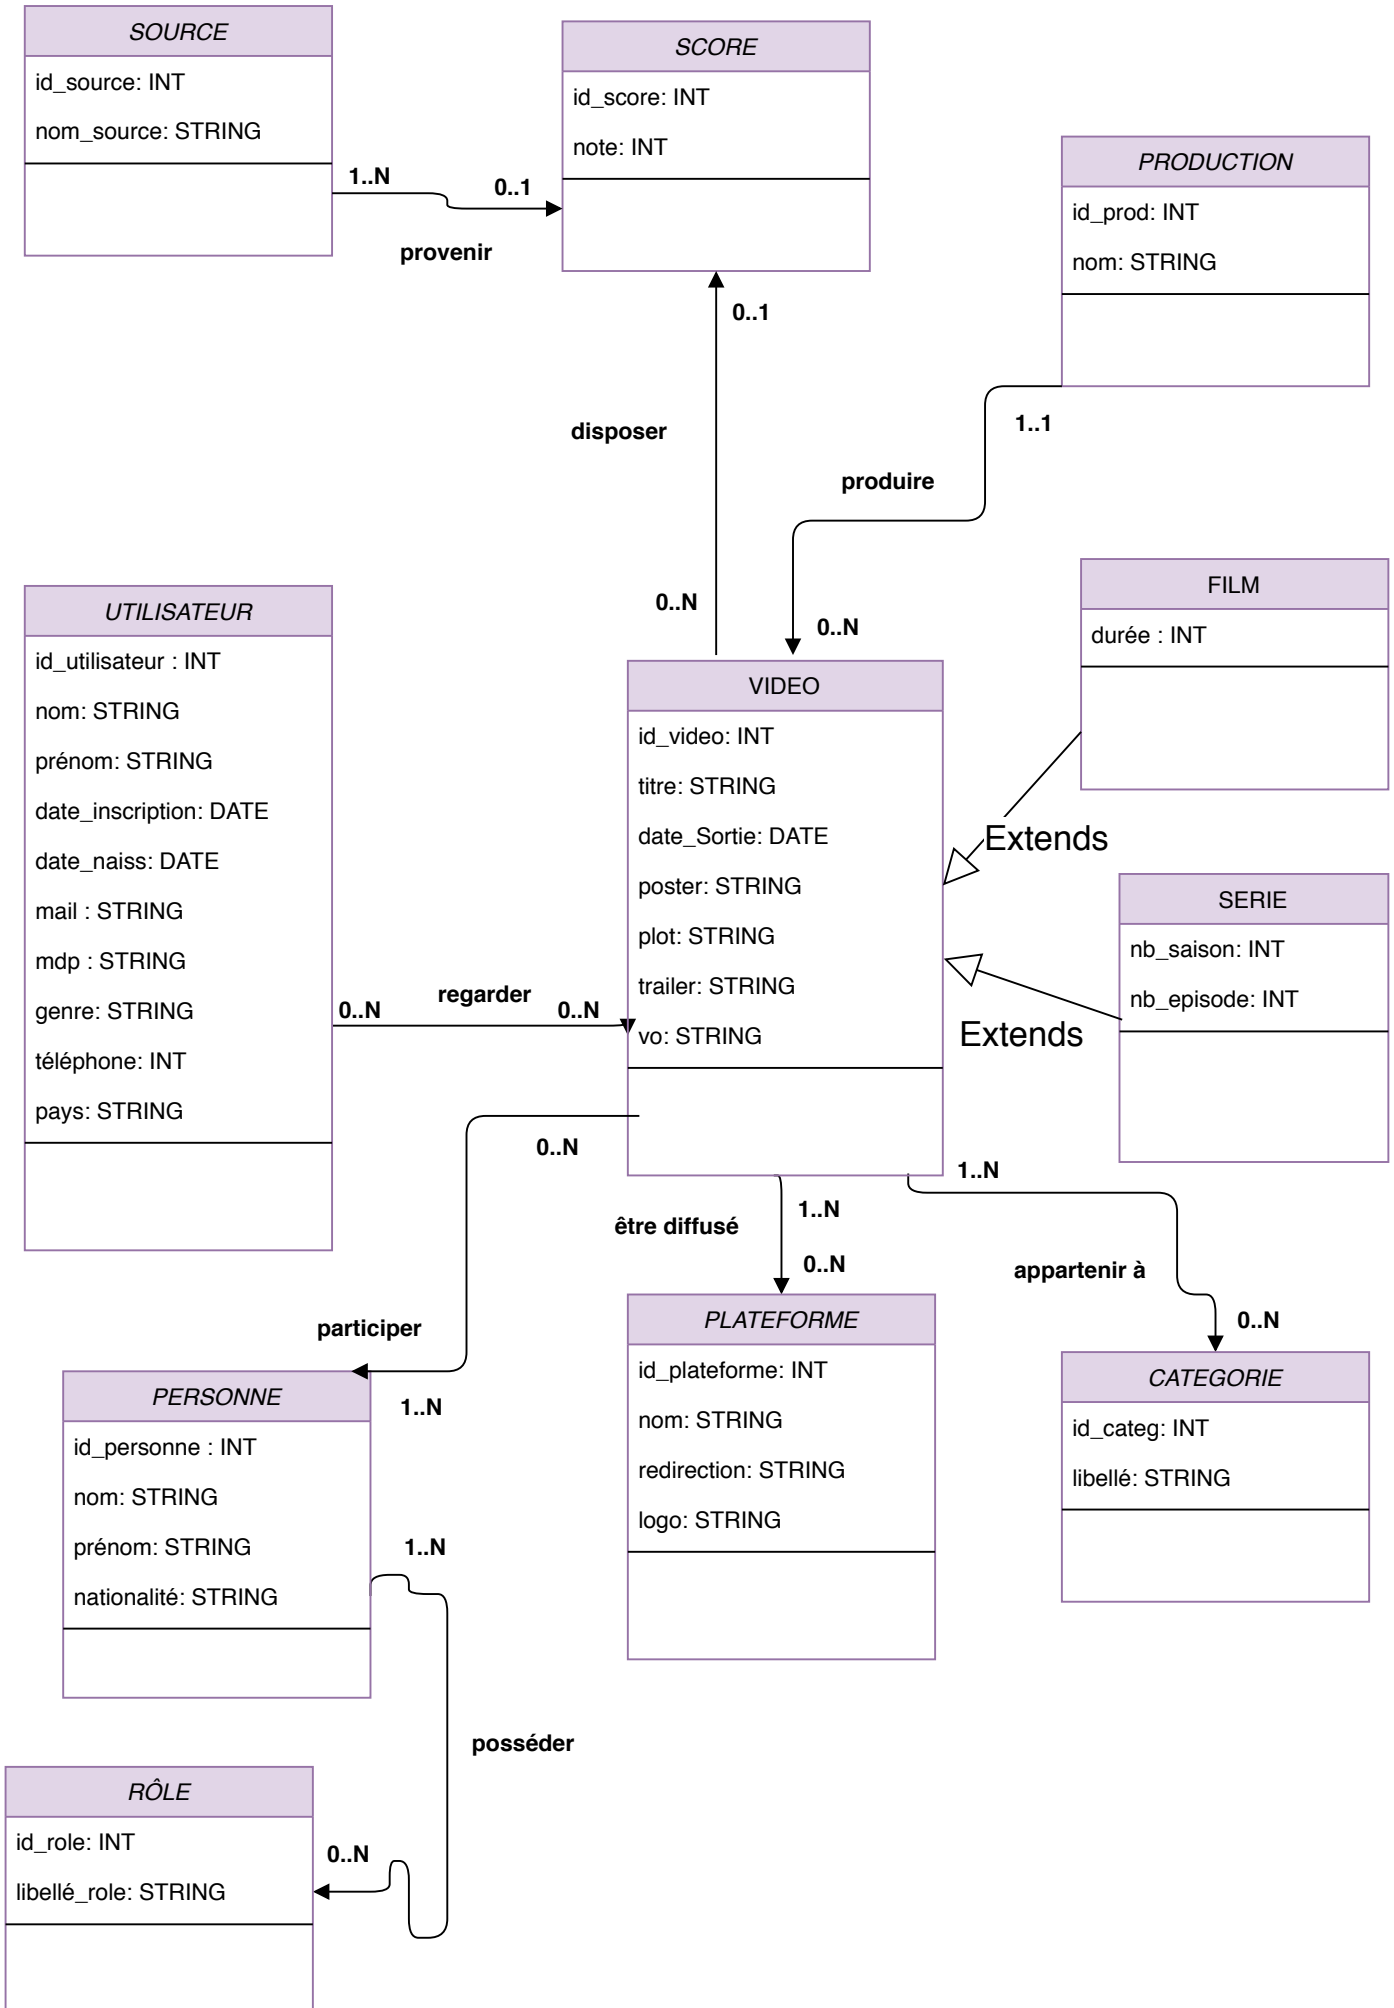 SOURCE
id_source: INT
nom_source: STRING
SCORE
id_score: INT
note: INT
PRODUCTION
id_prod: INT
nom: STRING
1..N
0..1
provenir
0..1
disposer
0..N
1..1
produire
0..N
FILM
durée : INT
UTILISATEUR
id_utilisateur : INT
nom: STRING
prénom: STRING
date_inscription: DATE
date_naiss: DATE
mail : STRING
mdp : STRING
genre: STRING
téléphone: INT
pays: STRING
VIDEO
id_video: INT
titre: STRING
date_Sortie: DATE
poster: STRING
plot: STRING
trailer: STRING
vo: STRING
Extends
SERIE
nb_saison: INT
nb_episode: INT
Extends
0..N
regarder
0..N
0..N
participer
1..N
être diffusé
1..N
0..N
1..N
appartenir à
0..N
PERSONNE
id_personne : INT
nom: STRING
prénom: STRING
nationalité: STRING
PLATEFORME
id_plateforme: INT
nom: STRING
redirection: STRING
logo: STRING
CATEGORIE
id_categ: INT
libellé: STRING
1..N
posséder
0..N
RÔLE
id_role: INT
libellé_role: STRING